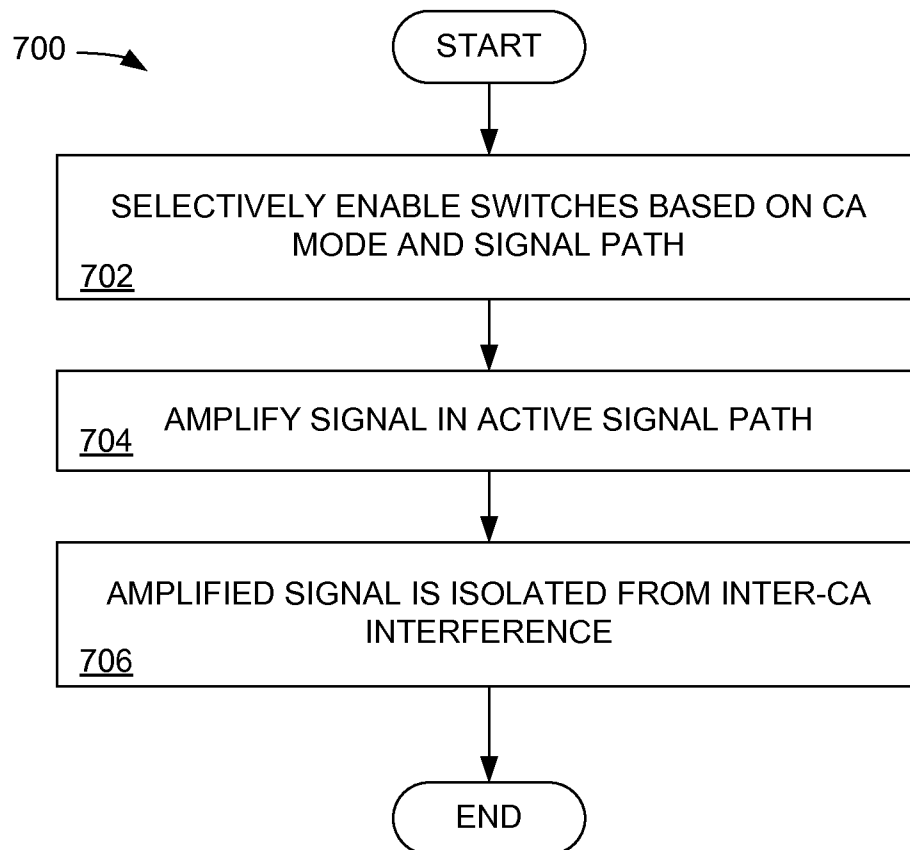 700
START
SELECTIVELY ENABLE SWITCHES BASED ON CA
MODE AND SIGNAL PATH
702
AMPLIFY SIGNAL IN ACTIVE SIGNAL PATH
704
AMPLIFIED SIGNAL IS ISOLATED FROM INTER-CA
INTERFERENCE
706
END